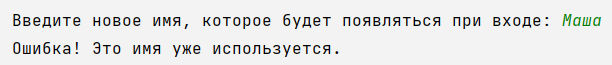 Введите новое имя, которое будет появляться при входе: Маша
Ошибка! Это имя уже используется.